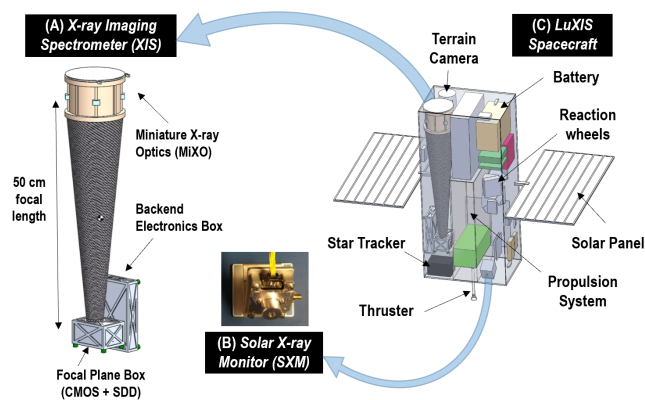 (A) X-ray Imaging
Spectrometer (XIS)
Miniature X-ray
Optics (MiXO)
50 cm
focal
length
Backend
Electronics Box
Focal Plane Box
(CMOS + SDD)
(B) Solar X-ray
Monitor (SXM)
(C) LuXIS
Spacecraft
Terrain
Camera
Battery
Reaction
wheels
Solar Panel
Star Tracker
Propulsion
System
Thruster